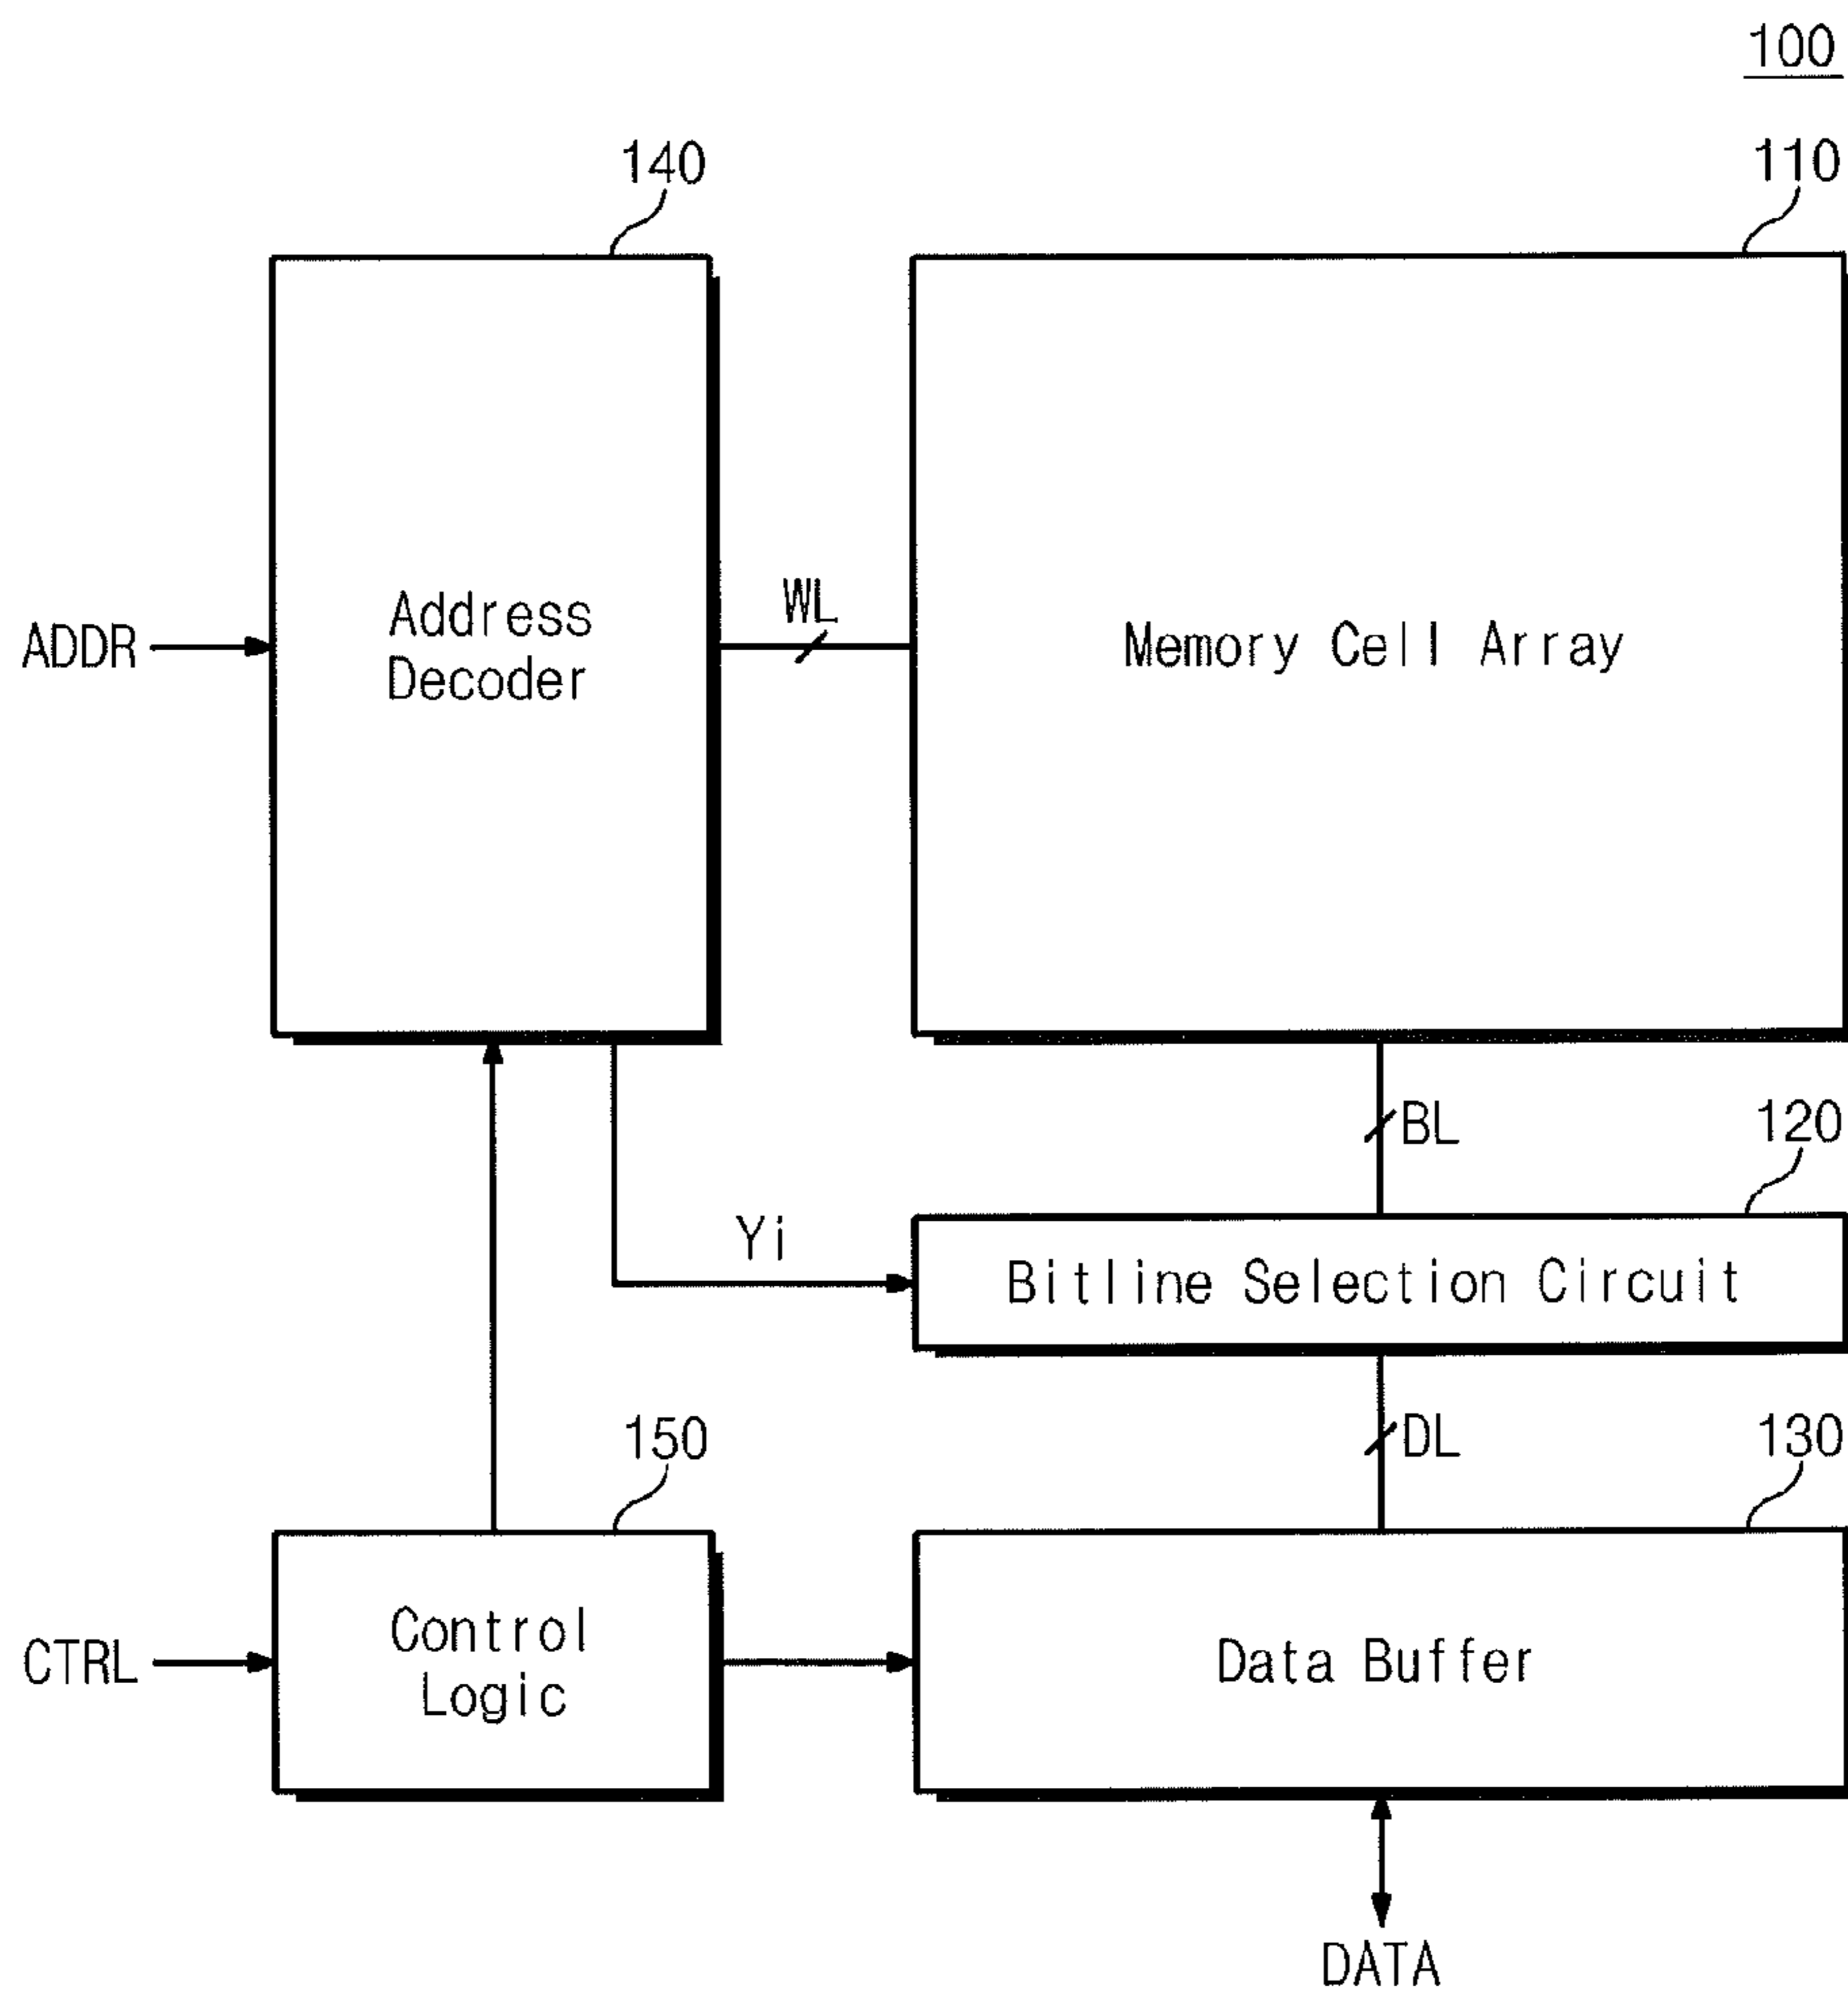 100
140
110
Address
Decoder
ADDR
WL
Memory Cell Array
BL
120
Yi
Bitline Selection Circuit
150
DL
130
Control
Logic
CTRL
Data Buffer
DATA